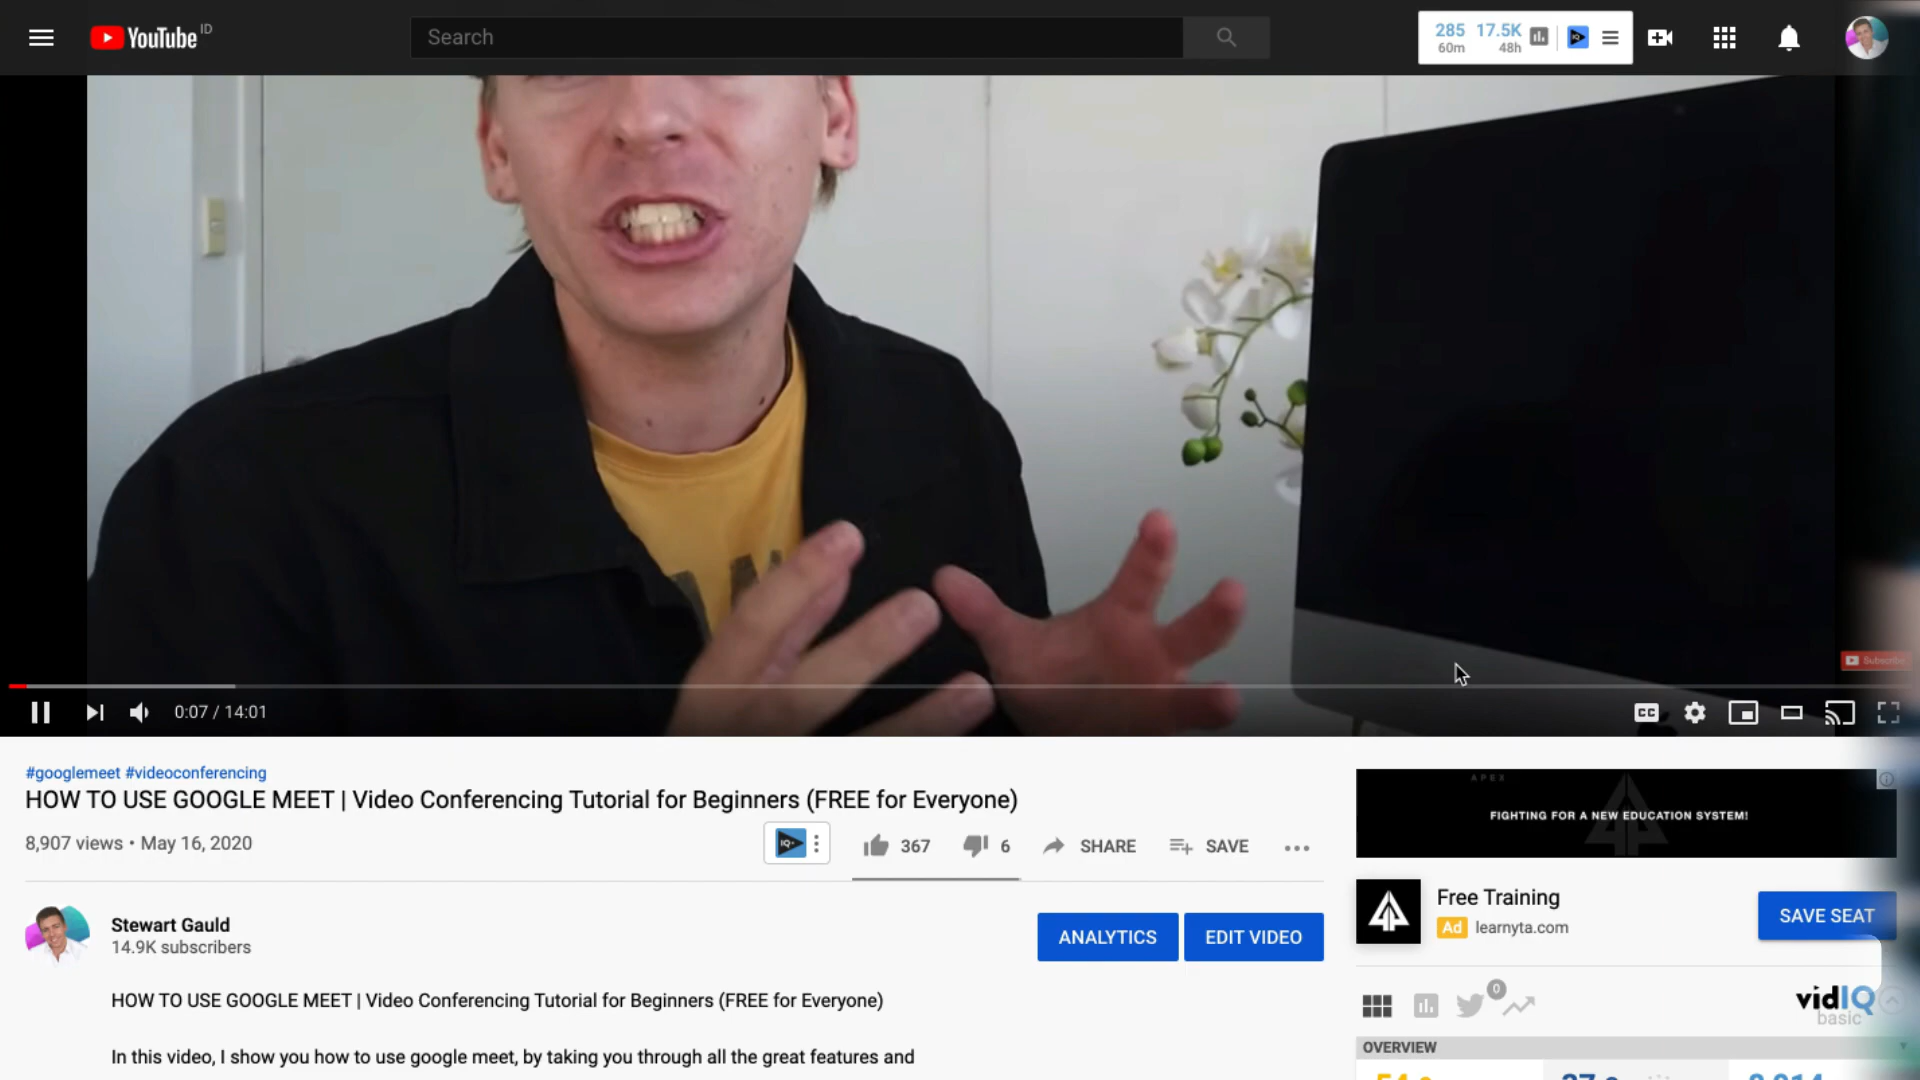 YouTube ID
Search
285 17.5K
60m 48h
Subscribe
0:07 / 14:01
CC
#googlemeet #videoconferencing
HOW TO USE GOOGLE MEET | Video Conferencing Tutorial for Beginners (FREE for Everyone)
8,907 views • May 16, 2020
IQ
367
6
SHARE
SAVE
Stewart Gauld
14.9K subscribers
ANALYTICS
EDIT VIDEO
HOW TO USE GOOGLE MEET | Video Conferencing Tutorial for Beginners (FREE for Everyone)
In this video, I show you how to use google meet, by taking you through all the great features and
APEX
FIGHTING FOR A NEW EDUCATION SYSTEM!
Free Training
Ad learnyta.com
SAVE SEAT
0
vidIQ
basic
OVERVIEW